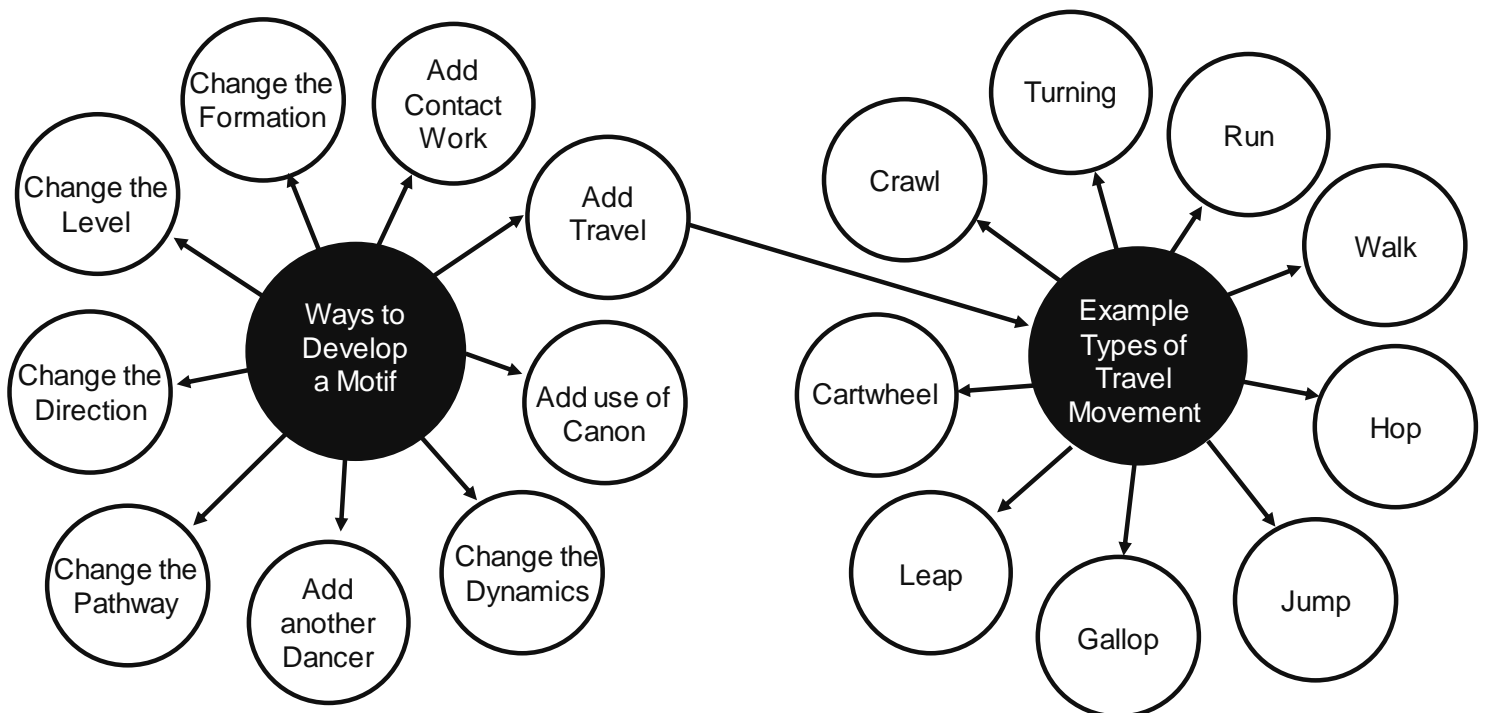 Ways to
Develop
a Motif
Change the
Formation
Add
Contact
Work
Add
Travel
Add use of
Canon
Change the
Dynamics
Add
another
Dancer
Change the
Pathway
Change the
Direction
Change the
Level
Example
Types of
Travel
Movement
Turning
Run
Walk
Hop
Jump
Gallop
Leap
Cartwheel
Crawl